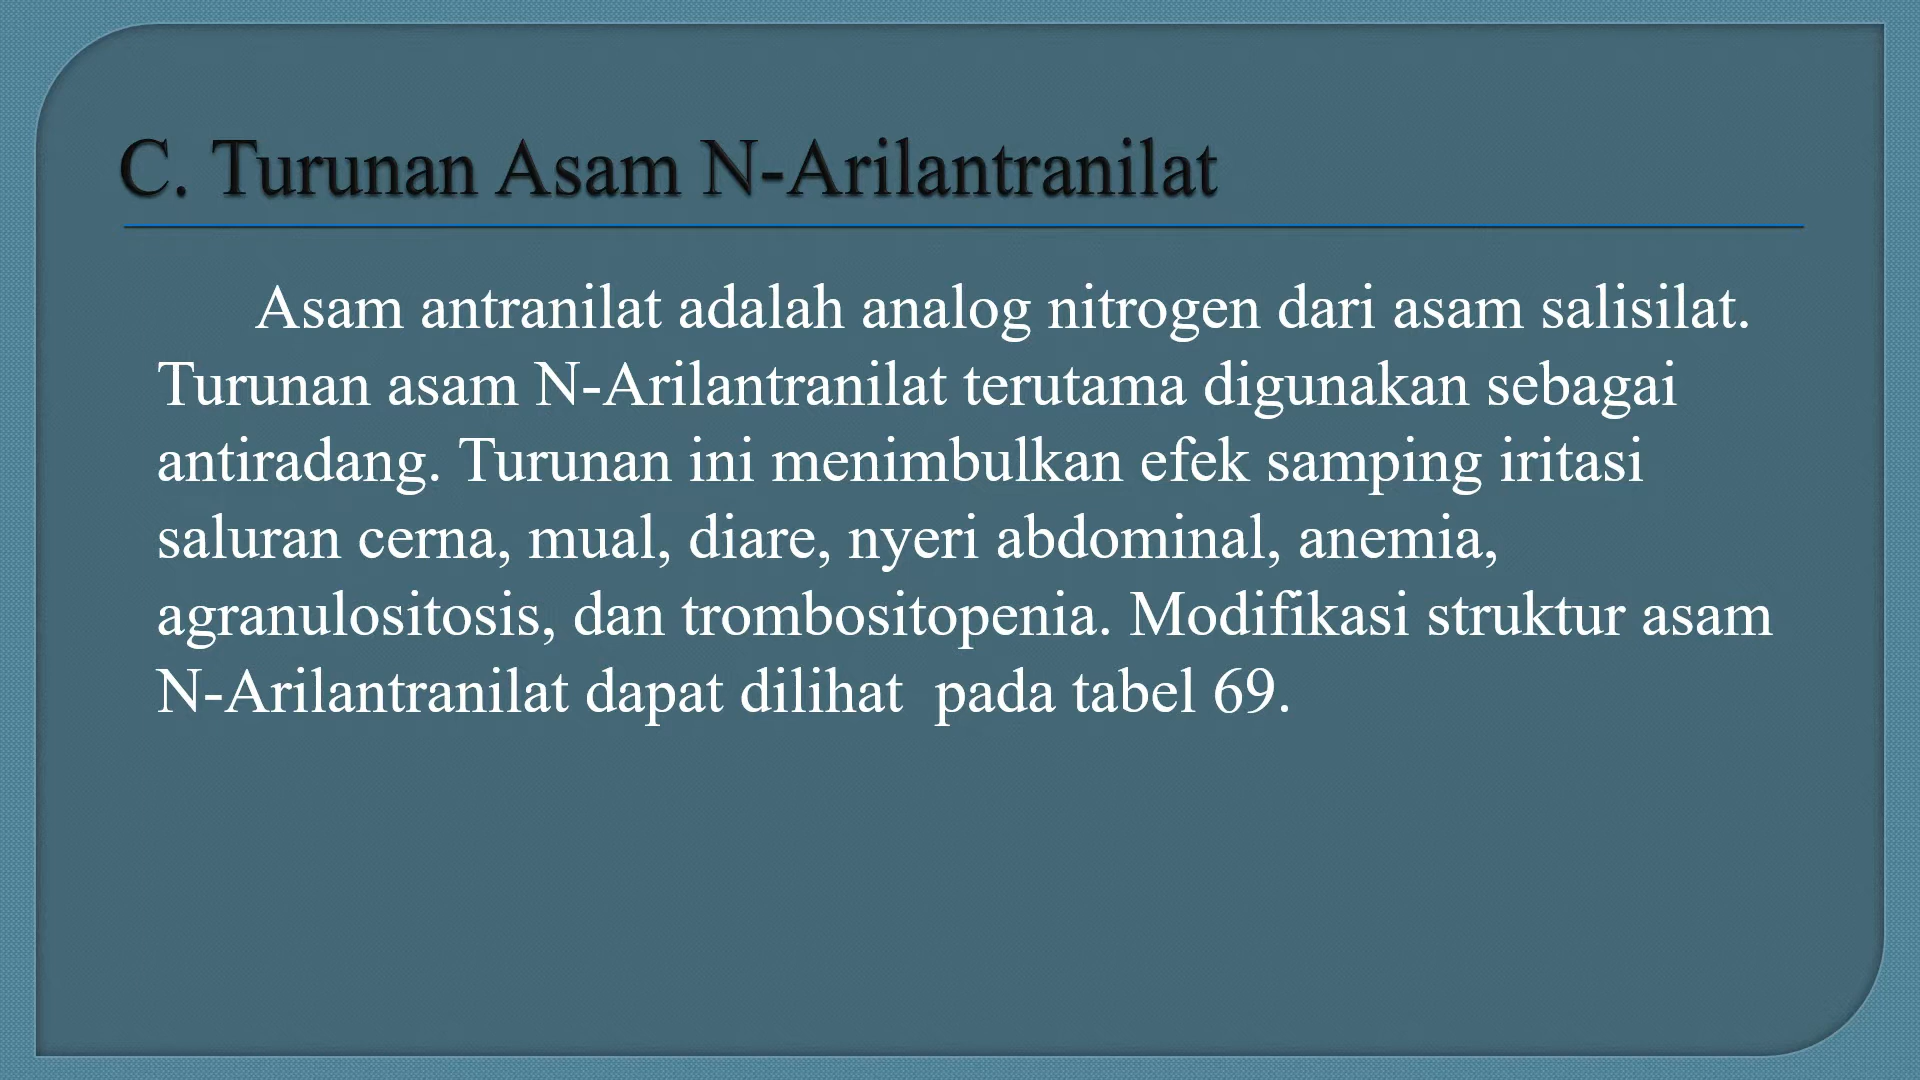 C. Turunan Asam N-Arilantranilat
Asam antranilat adalah analog nitrogen dari asam salisilat.
Turunan asam N-Arilantranilat terutama digunakan sebagai
antiradang. Turunan ini menimbulkan efek samping iritasi
saluran cerna, mual, diare, nyeri abdominal, anemia,
agranulositosis, dan trombositopenia. Modifikasi struktur asam
N-Arilantranilat dapat dilihat  pada tabel 69.